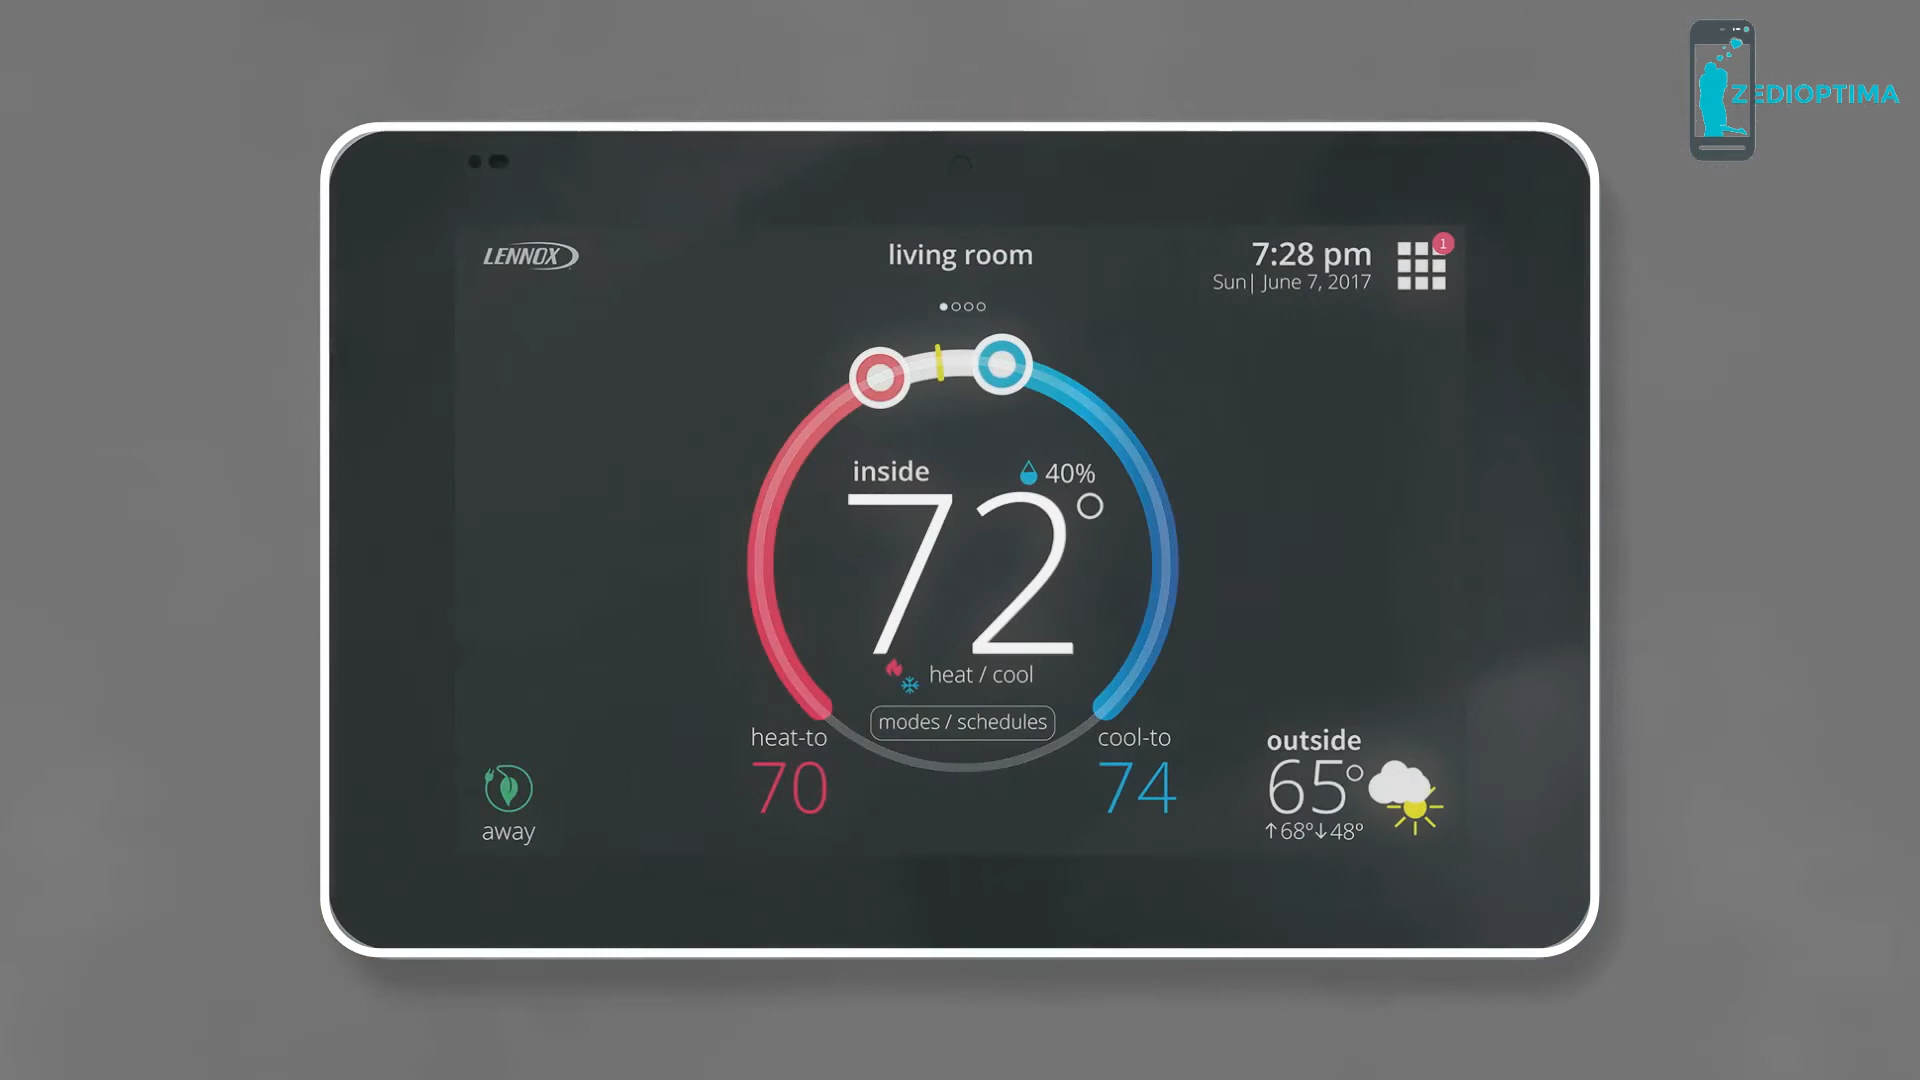 ZEDIOPTIMA
LENNOX
living room
7:28 pm
1
Sun| June 7, 2017
inside
40%
72°
heat / cool
modes / schedules
heat-to
70
cool-to
74
outside
65°
↑68°↓48°
away